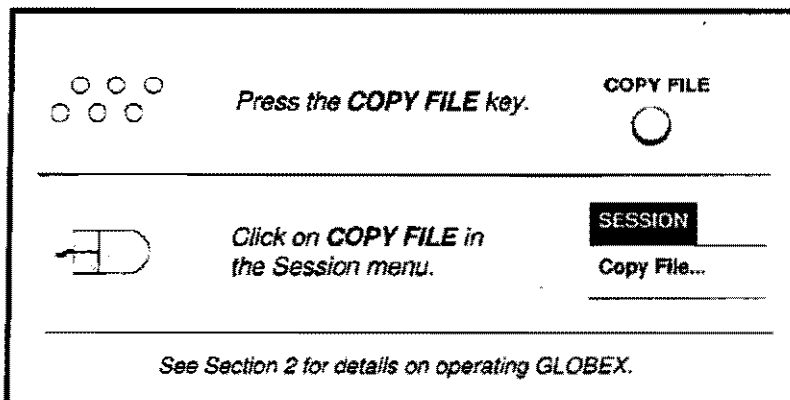 Press the COPY FILE key.
COPY FILE
Click on COPY FILE in
the Session menu.
SESSION
Copy File...
See Section 2 for details on operating GLOBEX.